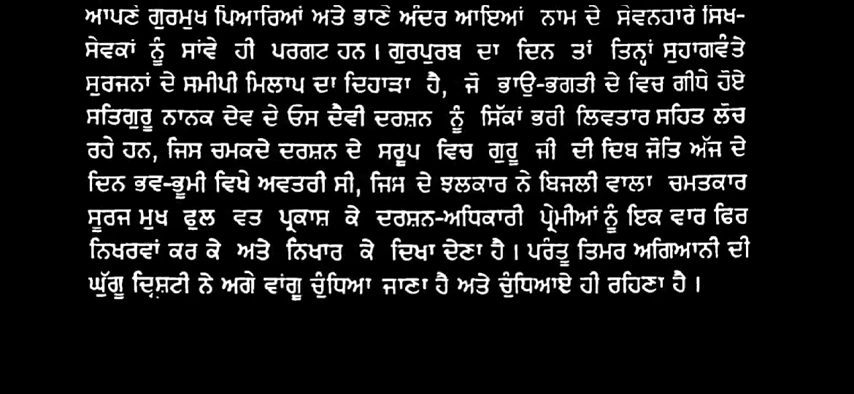 ਆਪਣੇ ਗੁਰਮੁਖ ਪਿਆਰਿਆਂ ਅਤੇ ਭਾਣੇ ਅੰਦਰ ਆਇਆਂ ਨਾਮ ਦੇ ਸੇਵਨਹਾਰੇ ਸਿਖ-
ਸੇਵਕਾਂ ਨੂੰ ਸਾਂਵੇ ਹੀ ਪਰਗਟ ਹਨ। ਗੁਰਪੁਰਬ ਦਾ ਦਿਨ ਤਾਂ ਤਿਨ੍ਹਾਂ ਸੁਹਾਗਵੰਤੇ
ਸੁਰਜਨਾਂ ਦੇ ਸਮੀਪੀ ਮਿਲਾਪ ਦਾ ਦਿਹਾੜਾ ਹੈ, ਜੋ ਭਾਉ-ਭਗਤੀ ਦੇ ਵਿਚ ਗੀਧੇ ਹੋਏ
ਸਤਿਗੁਰੂ ਨਾਨਕ ਦੇਵ ਦੇ ਓਸ ਦੈਵੀ ਦਰਸ਼ਨ ਨੂੰ ਸਿੱਕਾਂ ਭਰੀ ਲਿਵਤਾਰ ਸਹਿਤ ਲੋਚ
ਰਹੇ ਹਨ, ਜਿਸ ਚਮਕਦੇ ਦਰਸ਼ਨ ਦੇ ਸਰੂਪ ਵਿਚ ਗੁਰੂ ਜੀ ਦੀ ਦਿਬ ਜੋਤਿ ਅੱਜ ਦੇ
ਦਿਨ ਭਵ-ਭੂਮੀ ਵਿਖੇ ਅਵਤਰੀ ਸੀ, ਜਿਸ ਦੇ ਝਲਕਾਰ ਨੇ ਬਿਜਲੀ ਵਾਲਾ ਚਮਤਕਾਰ
ਸੂਰਜ ਮੁਖ ਫੁਲ ਵਤ ਪ੍ਰਕਾਸ਼ ਕੇ ਦਰਸ਼ਨ-ਅਧਿਕਾਰੀ ਪ੍ਰੇਮੀਆਂ ਨੂੰ ਇਕ ਵਾਰ ਫਿਰ
ਨਿਖਰਵਾਂ ਕਰ ਕੇ ਅਤੇ ਨਿਖਾਰ ਕੇ ਦਿਖਾ ਦੇਣਾ ਹੈ। ਪਰੰਤੂ ਤਿਮਰ ਅਗਿਆਨੀ ਦੀ
ਘੁੱਗੂ ਦ੍ਰਿਸ਼ਟੀ ਨੇ ਅਗੇ ਵਾਂਗੂ ਚੁੰਧਿਆ ਜਾਣਾ ਹੈ ਅਤੇ ਚੁੰਧਿਆਏ ਹੀ ਰਹਿਣਾ ਹੈ।